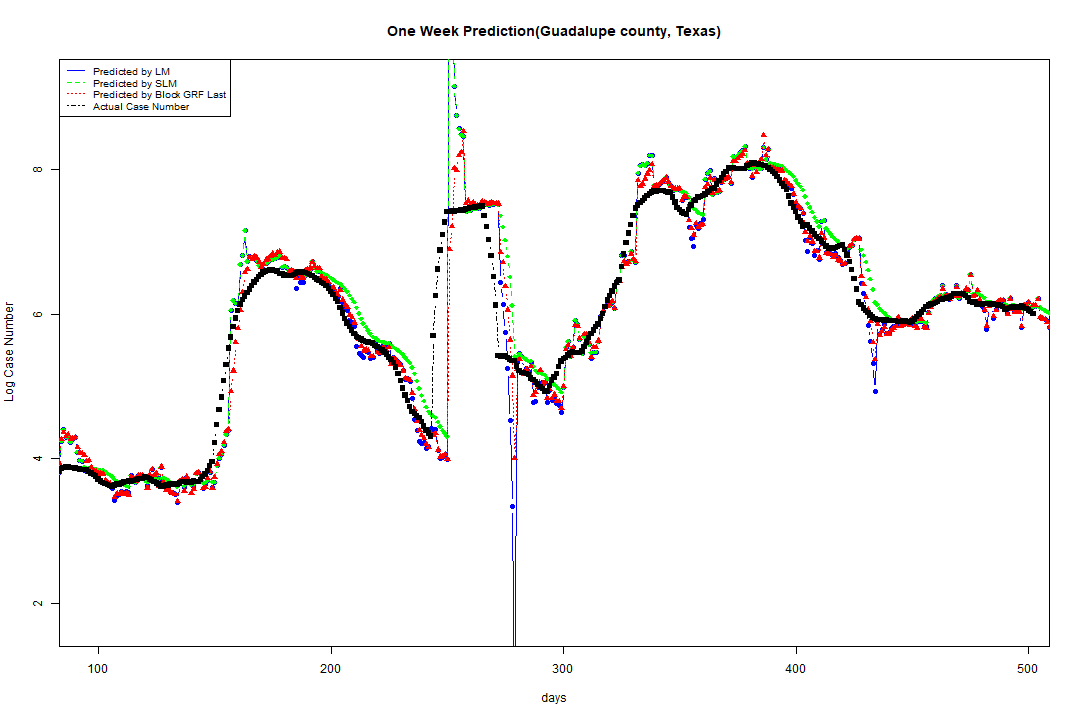 One Week Prediction(Guadalupe county, Texas)
Predicted by LM
Predicted by SLM
Predicted by Block GRF Last
Actual Case Number
Log Case Number
8
6
4
2
100 200 300 400 500
days